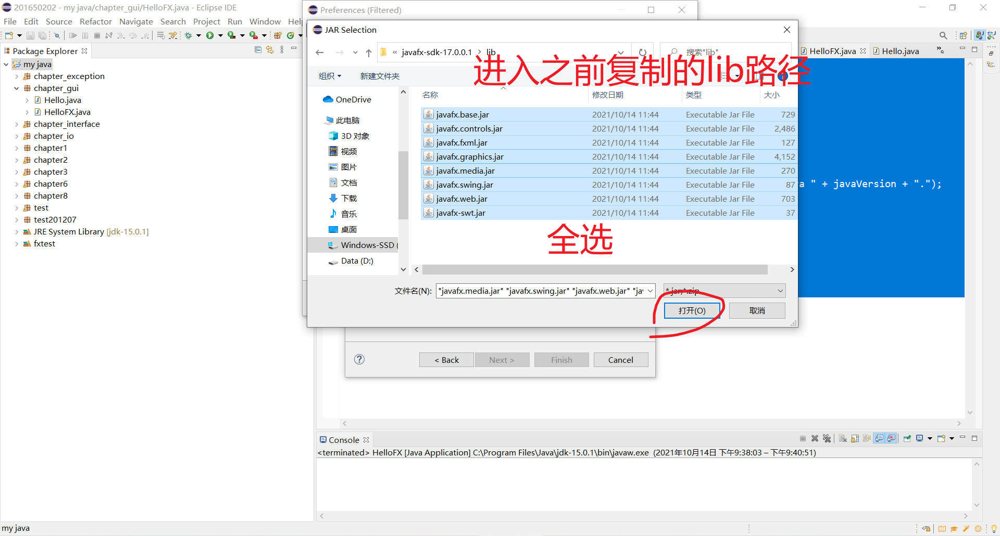 201650202 - my java/chapter_gui/HelloFX.java - Eclipse IDE
File Edit Source Refactor Navigate Search Project Run Window Help
Package Explorer
my java
chapter_exception
chapter_gui
Hello.java
HelloFX.java
chapter_interface
chapter_io
chapter1
chapter2
chapter3
chapter6
chapter8
test
test201207
JRE System Library [jdk-15.0.1]
fxtest
my java
Preferences (Filtered)
JAR Selection
« javafx-sdk-17.0.0.1 › lib
搜索"lib"
进入之前复制的lib路径
组织 新建文件夹
OneDrive
此电脑
3D 对象
视频
图片
文档
下载
音乐
桌面
Windows-SSD (
Data (D:)
名称 修改日期 类型 大小
javafx.base.jar 2021/10/14 11:44 Executable Jar File 729
javafx.controls.jar 2021/10/14 11:44 Executable Jar File 2,486
javafx.fxml.jar 2021/10/14 11:44 Executable Jar File 127
javafx.graphics.jar 2021/10/14 11:44 Executable Jar File 4,152
javafx.media.jar 2021/10/14 11:44 Executable Jar File 270
javafx.swing.jar 2021/10/14 11:44 Executable Jar File 87
javafx.web.jar 2021/10/14 11:44 Executable Jar File 703
javafx-swt.jar 2021/10/14 11:44 Executable Jar File 37
全选
文件名(N): "javafx.media.jar" "javafx.swing.jar" "javafx.web.jar" "jav
*.jar;*.zip
打开(O) 取消
< Back Next > Finish Cancel
HelloFX.java Hello.java
a " + javaVersion + ".");
Console
<terminated> HelloFX [Java Application] C:\Program Files\Java\jdk-15.0.1\bin\javaw.exe (2021年10月14日 下午9:38:03 – 下午9:40:51)